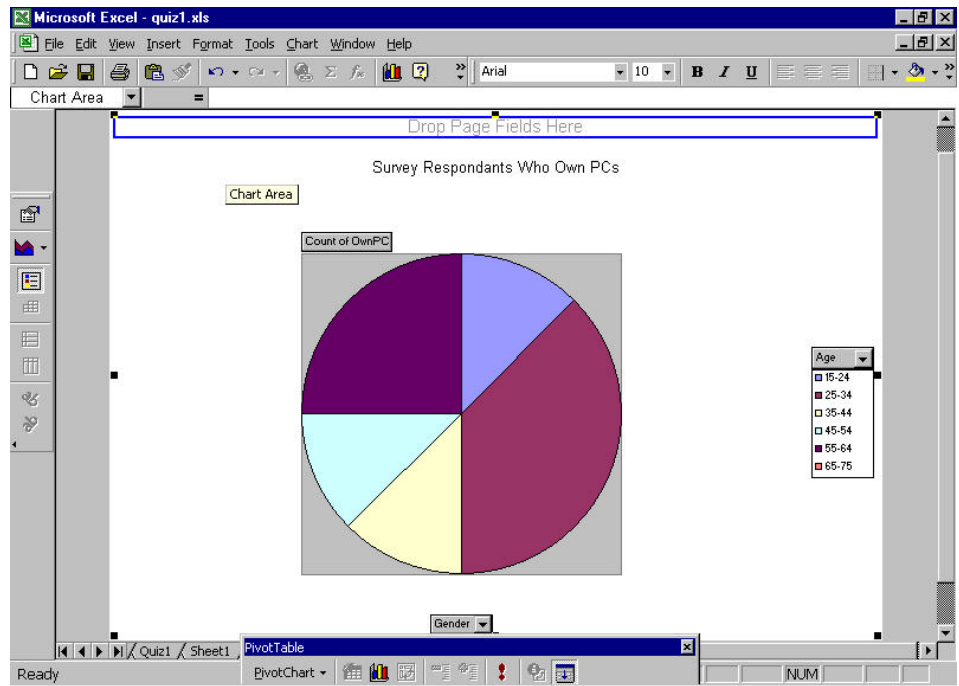 Microsoft Excel - quiz1.xls
File Edit View Insert Format Tools Chart Window Help
Arial 10 B I U
Chart Area =
Drop Page Fields Here
Survey Respondants Who Own PCs
Chart Area
Count of OwnPC
Age
15-24
25-34
35-44
45-54
55-64
65-75
Gender
Quiz1 Sheet1
PivotTable
PivotChart
Ready NUM